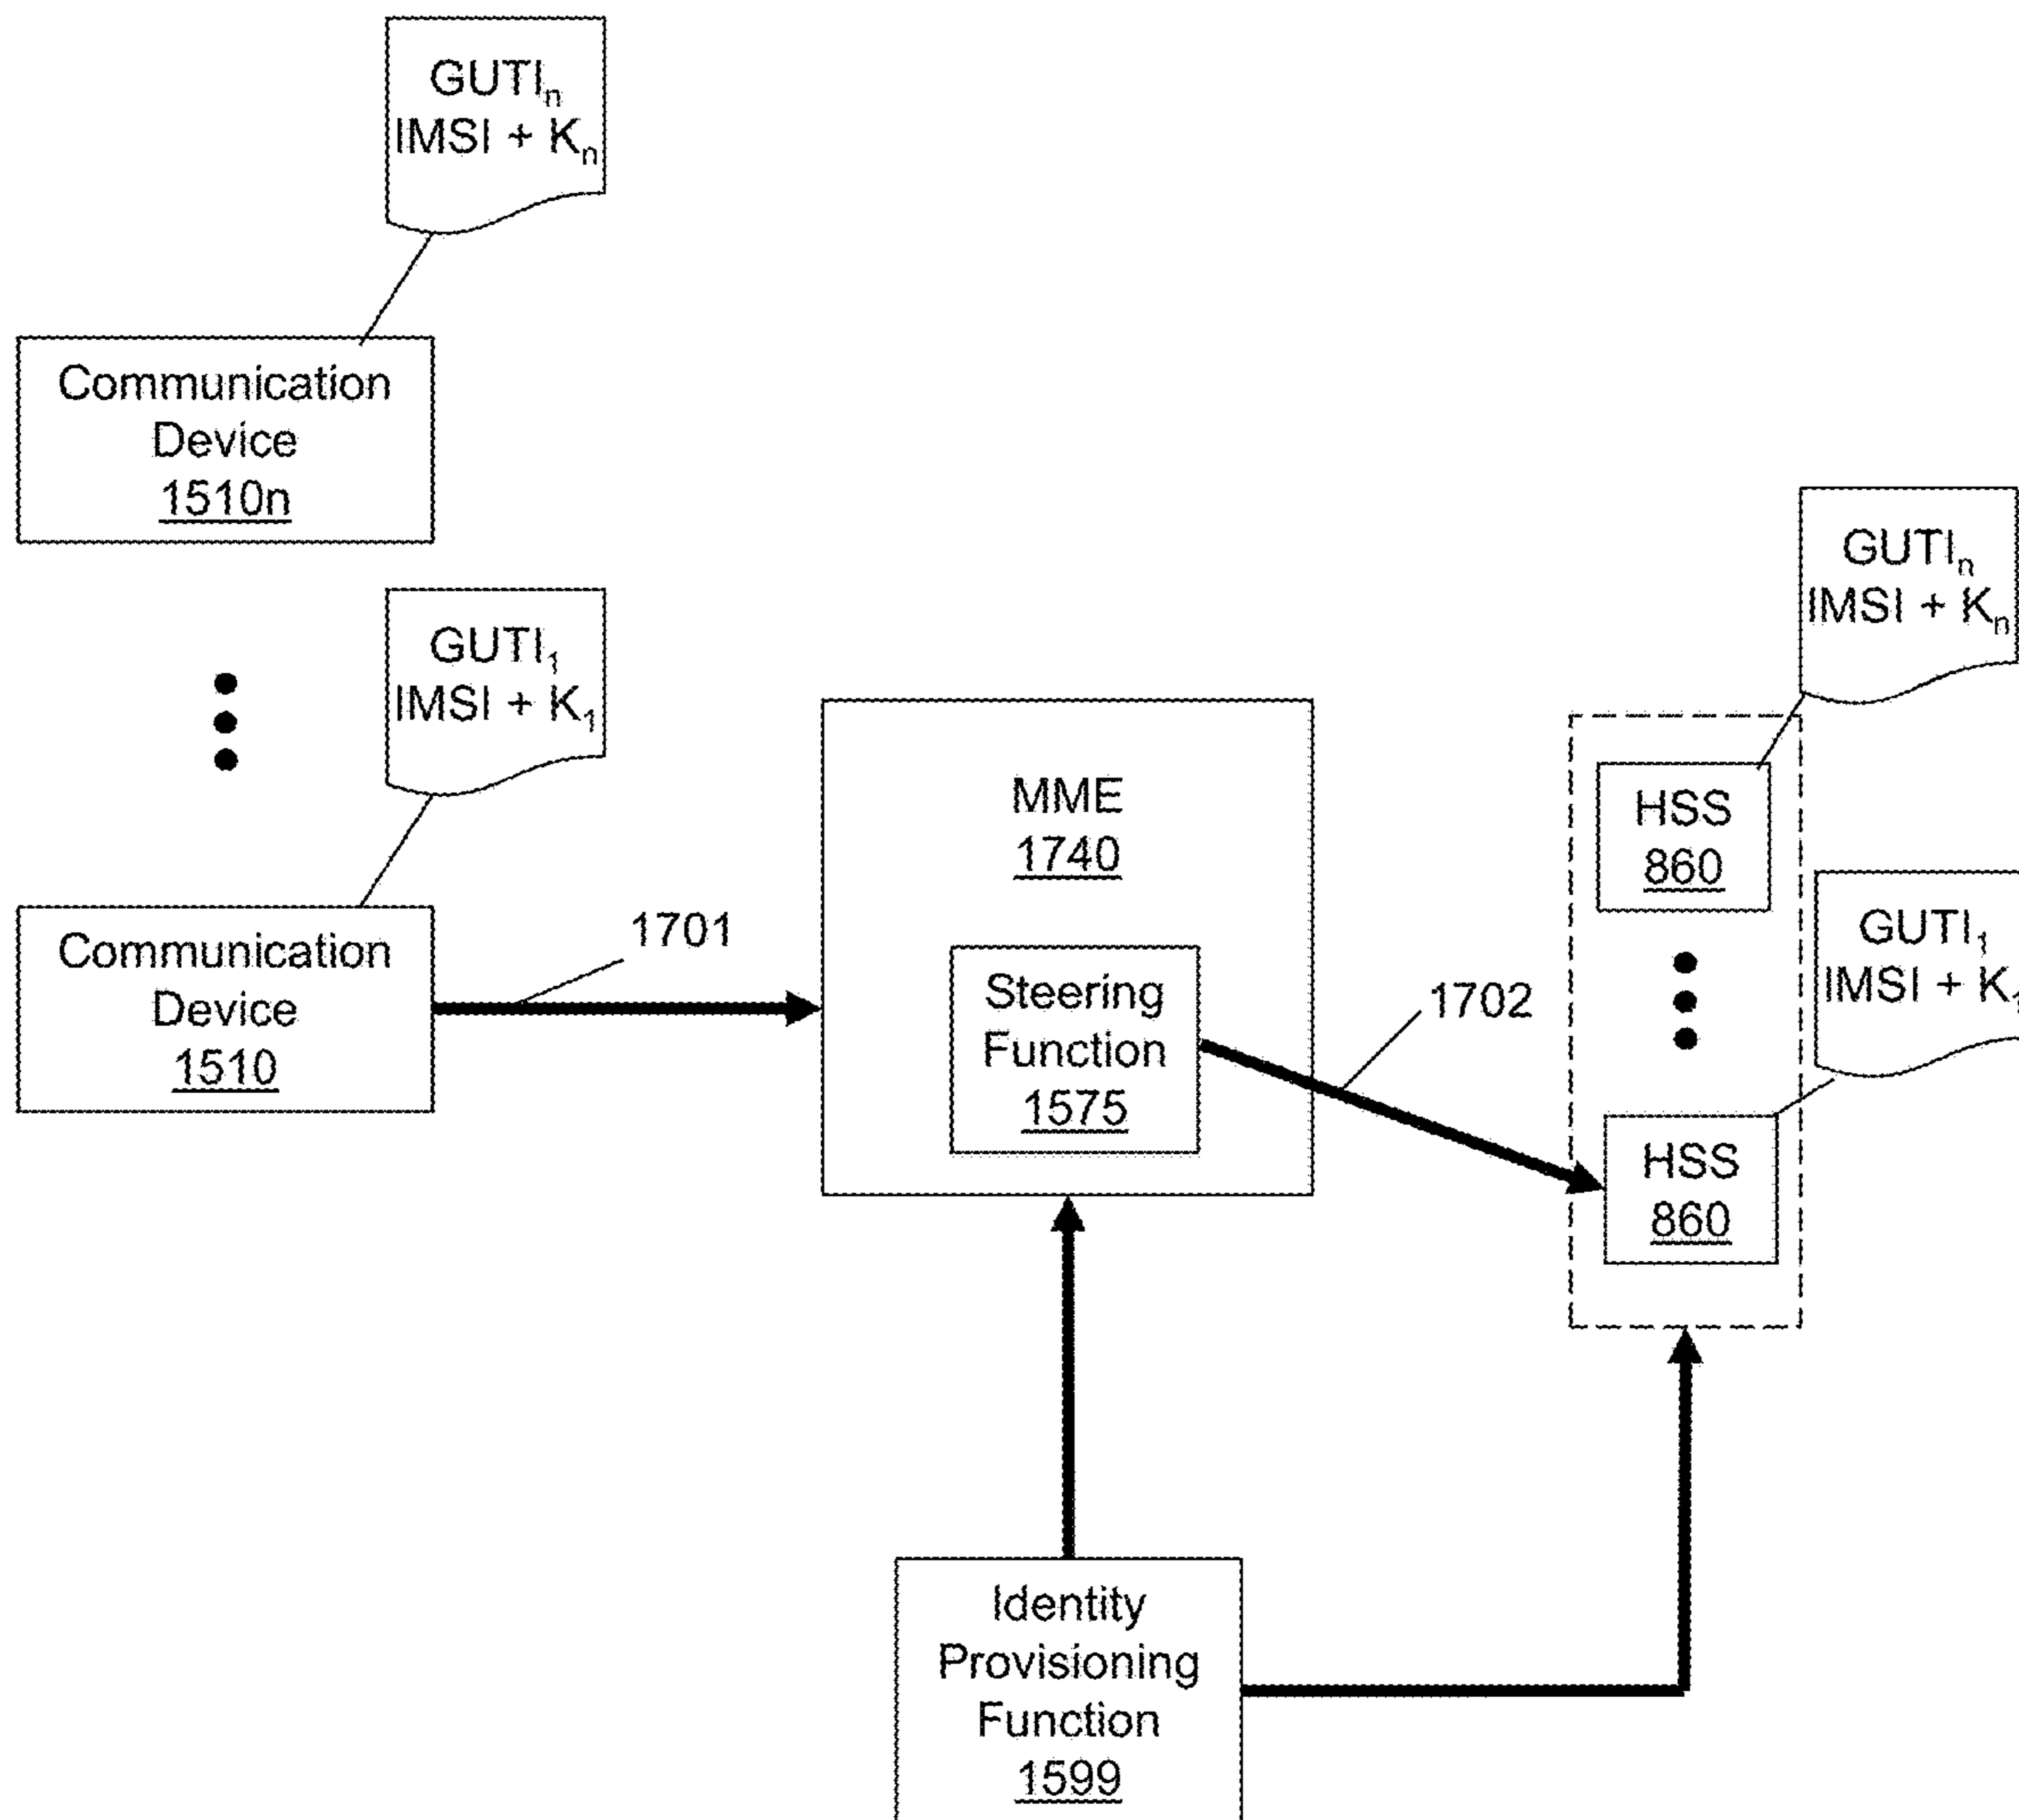 GUTIₙ
IMSI + Kₙ
Communication
Device
1510n
GUTIₙ
IMSI + Kₙ
GUTI₁
IMSI + K₁
MME
1740
HSS
860
GUTI₁
IMSI + K₁
Communication
Device
1510
1701
Steering
Function
1575
1702
HSS
860
Identity
Provisioning
Function
1599